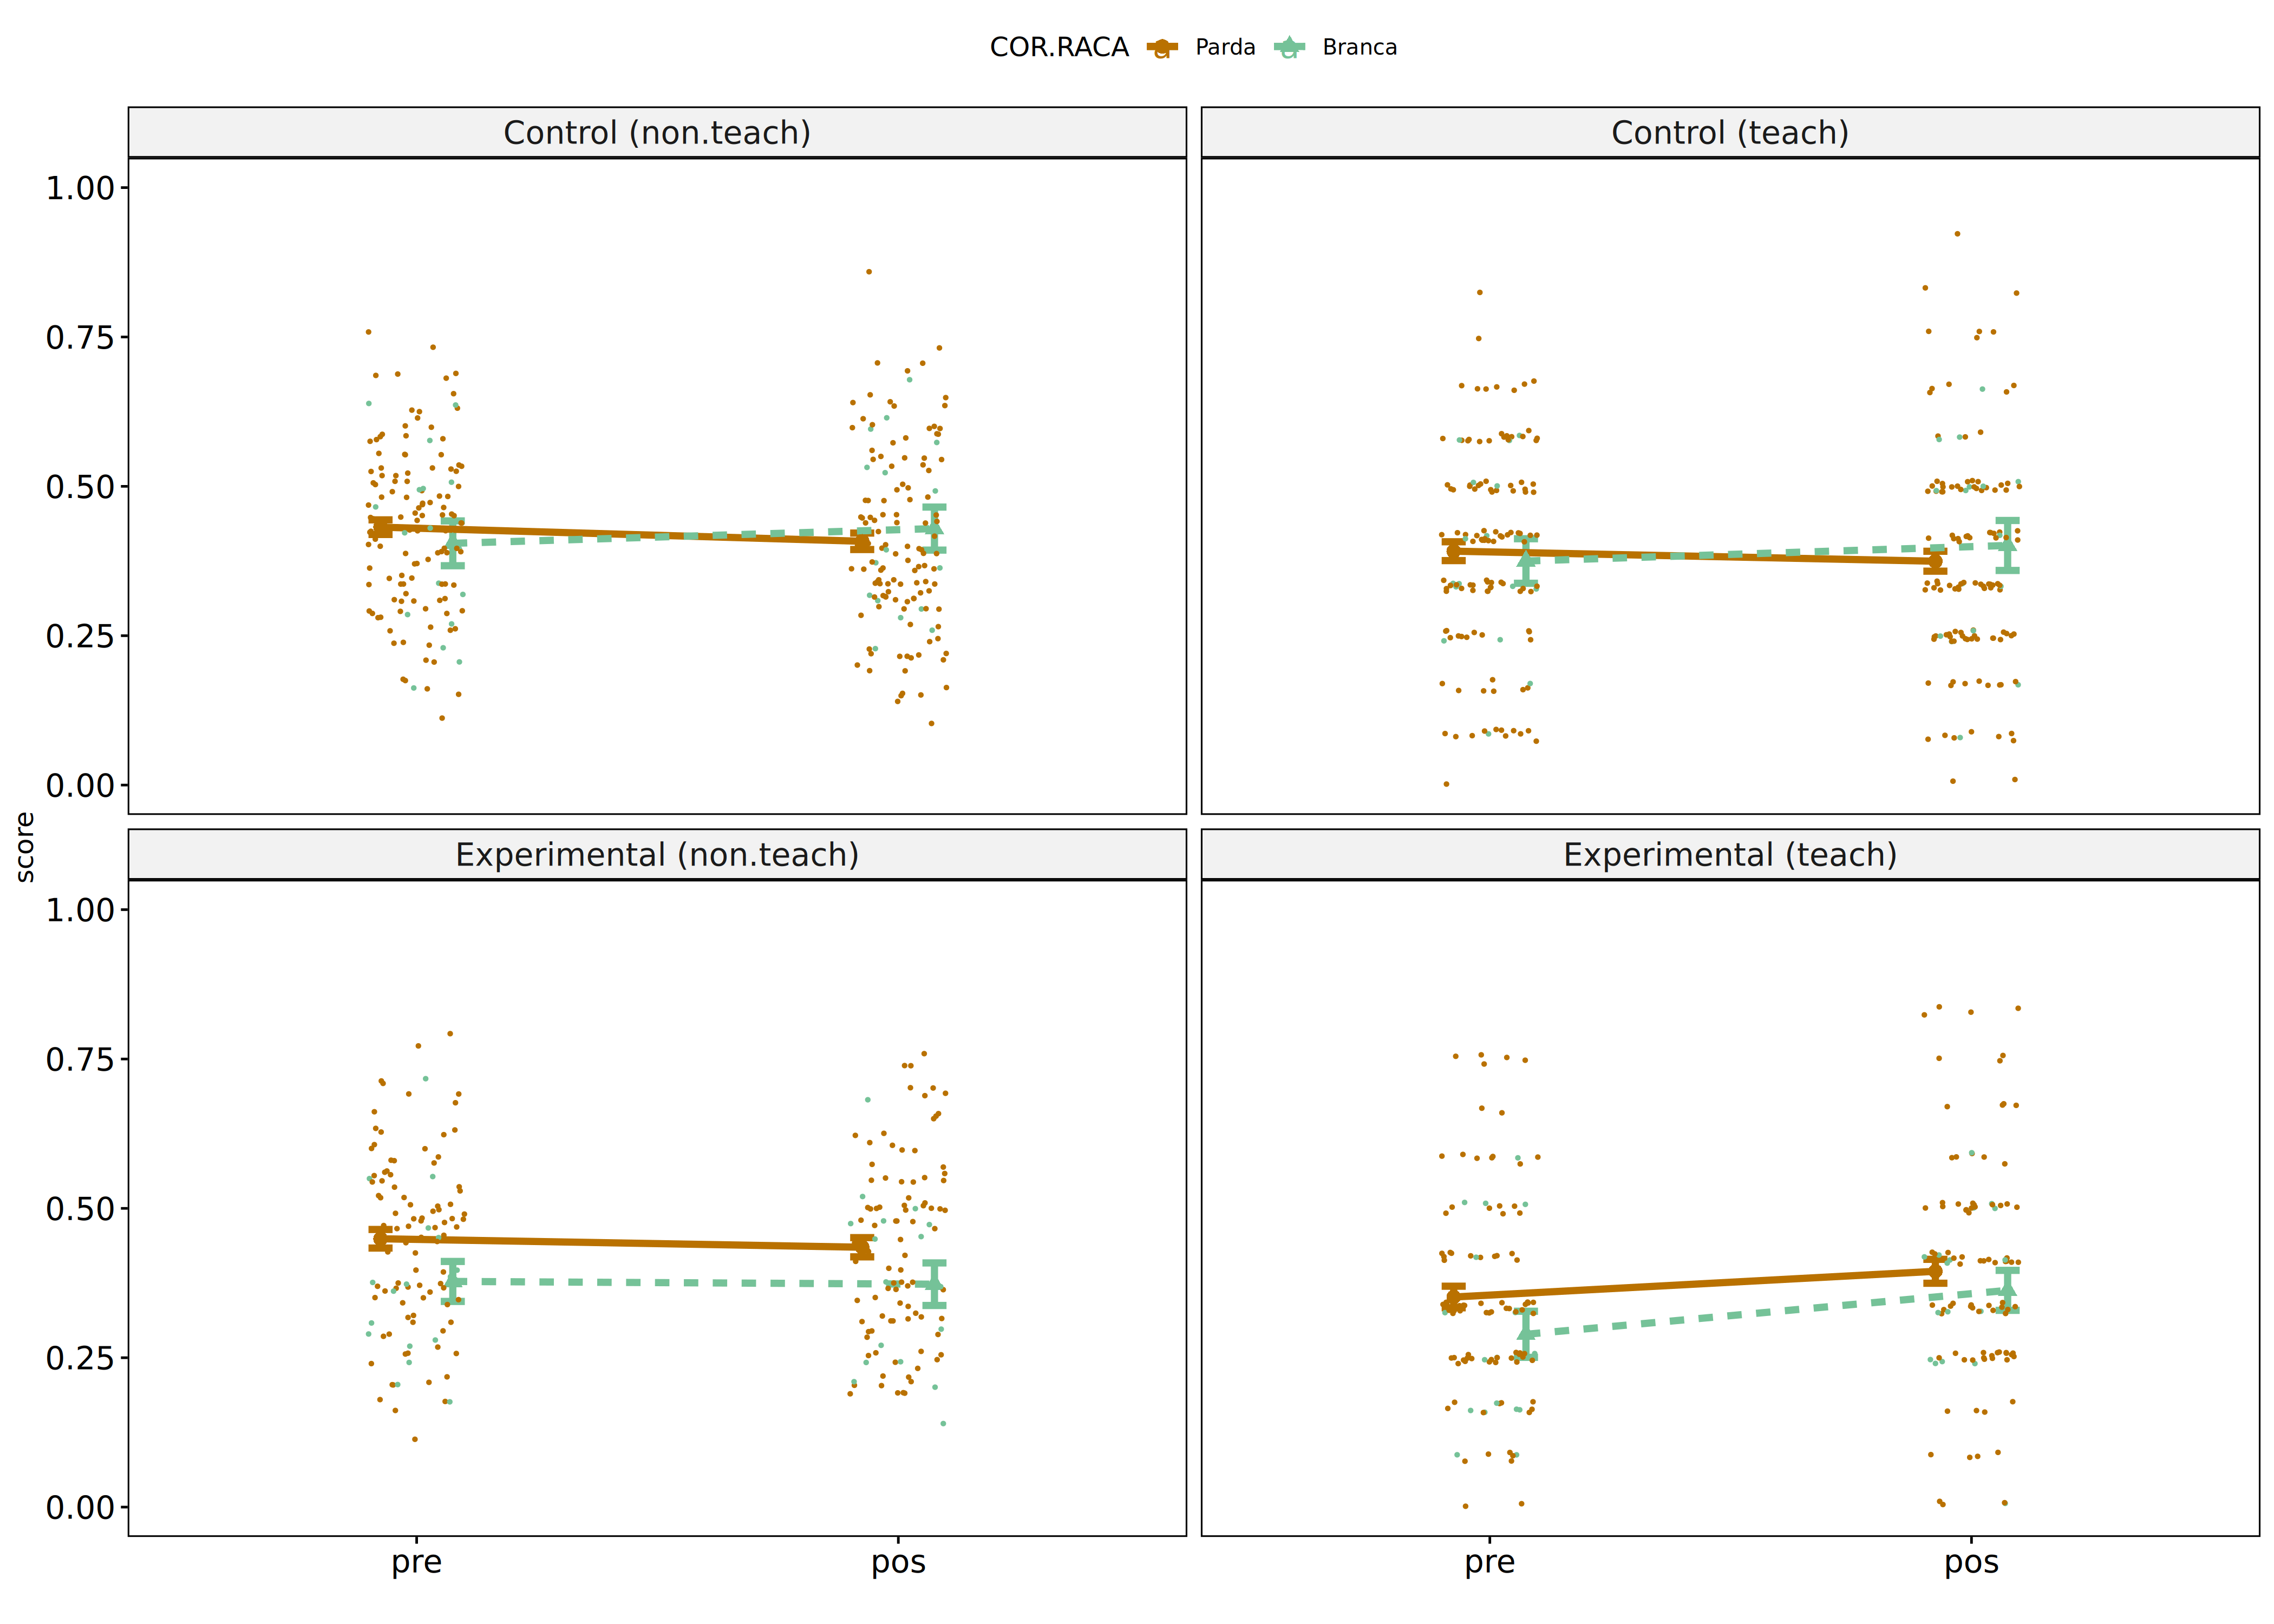 COR.RACA a Parda a Branca
Control (non.teach)
Control (teach)
1.00
0.75
0.50
0.25
0.00
score
Experimental (non.teach)
Experimental (teach)
1.00
0.75
0.50
0.25
0.00
pre
pos
pre
pos